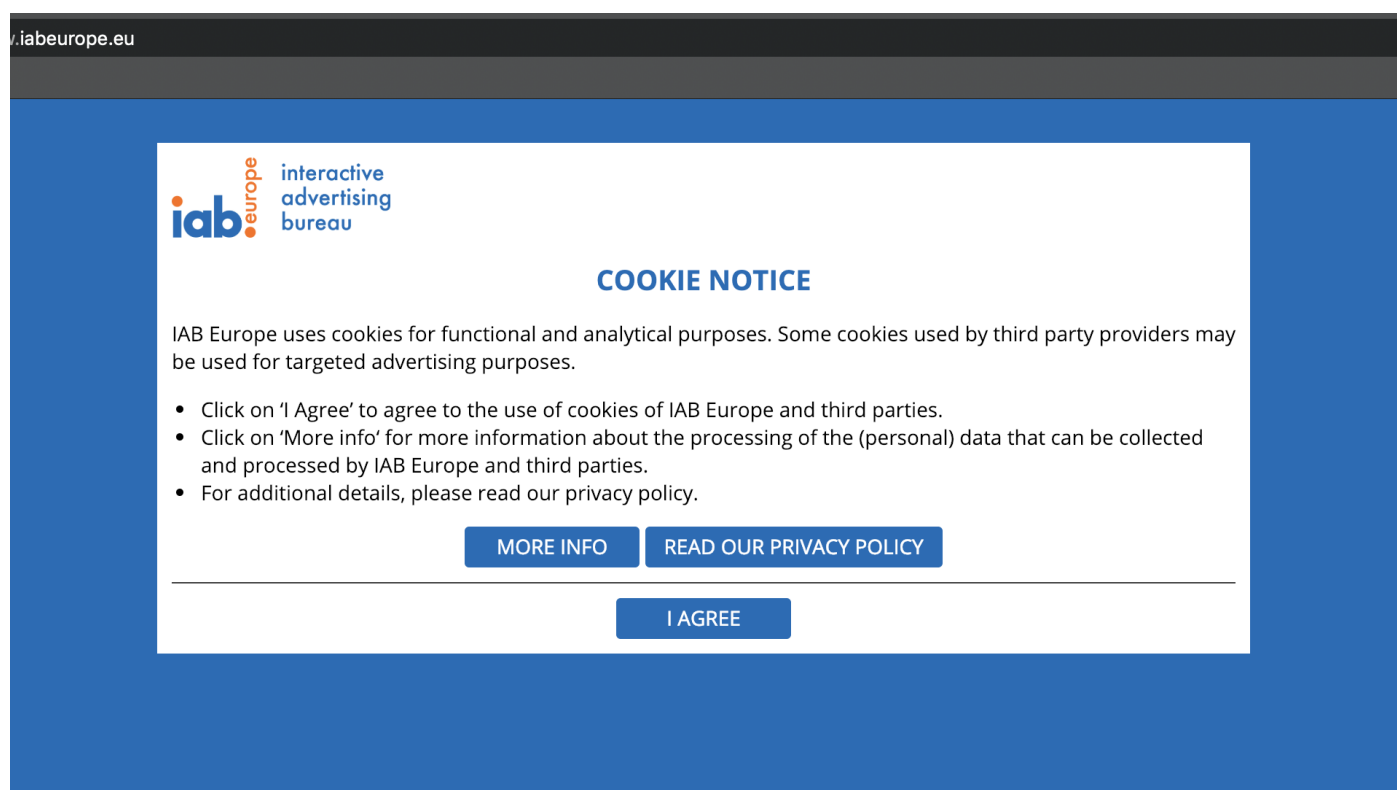 .iabeurope.eu
iab europe
interactive
advertising
bureau
COOKIE NOTICE
IAB Europe uses cookies for functional and analytical purposes. Some cookies used by third party providers may
be used for targeted advertising purposes.
• Click on ‘I Agree’ to agree to the use of cookies of IAB Europe and third parties.
• Click on ‘More info‘ for more information about the processing of the (personal) data that can be collected
and processed by IAB Europe and third parties.
• For additional details, please read our privacy policy.
MORE INFO READ OUR PRIVACY POLICY
I AGREE